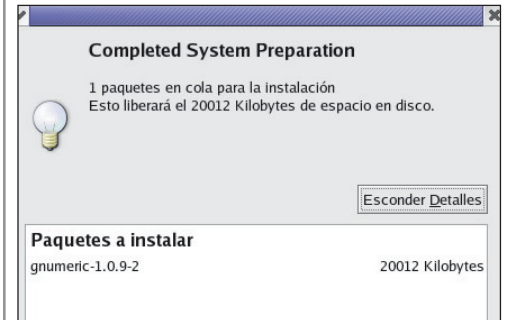 Completed System Preparation
1 paquetes en cola para la instalación
Esto liberará el 20012 Kilobytes de espacio en disco.
Esconder Detalles
Paquetes a instalar
gnumeric-1.0.9-2 20012 Kilobytes